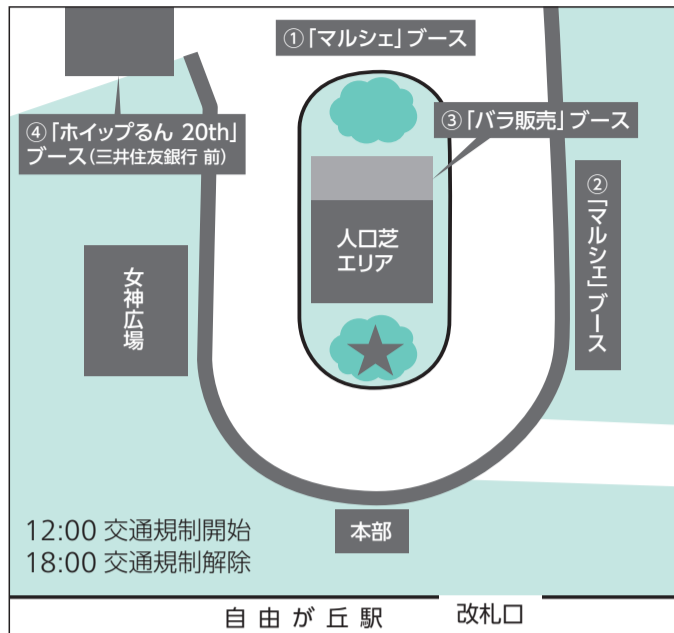 ①「マルシェ」ブース
③「バラ販売」ブース
④「ホイップるん 20th」
ブース(三井住友銀行 前)
②「マルシェ」ブース
人口芝
エリア
女神広場
12:00 交通規制開始
18:00 交通規制解除
本部
自由が丘駅 改札口